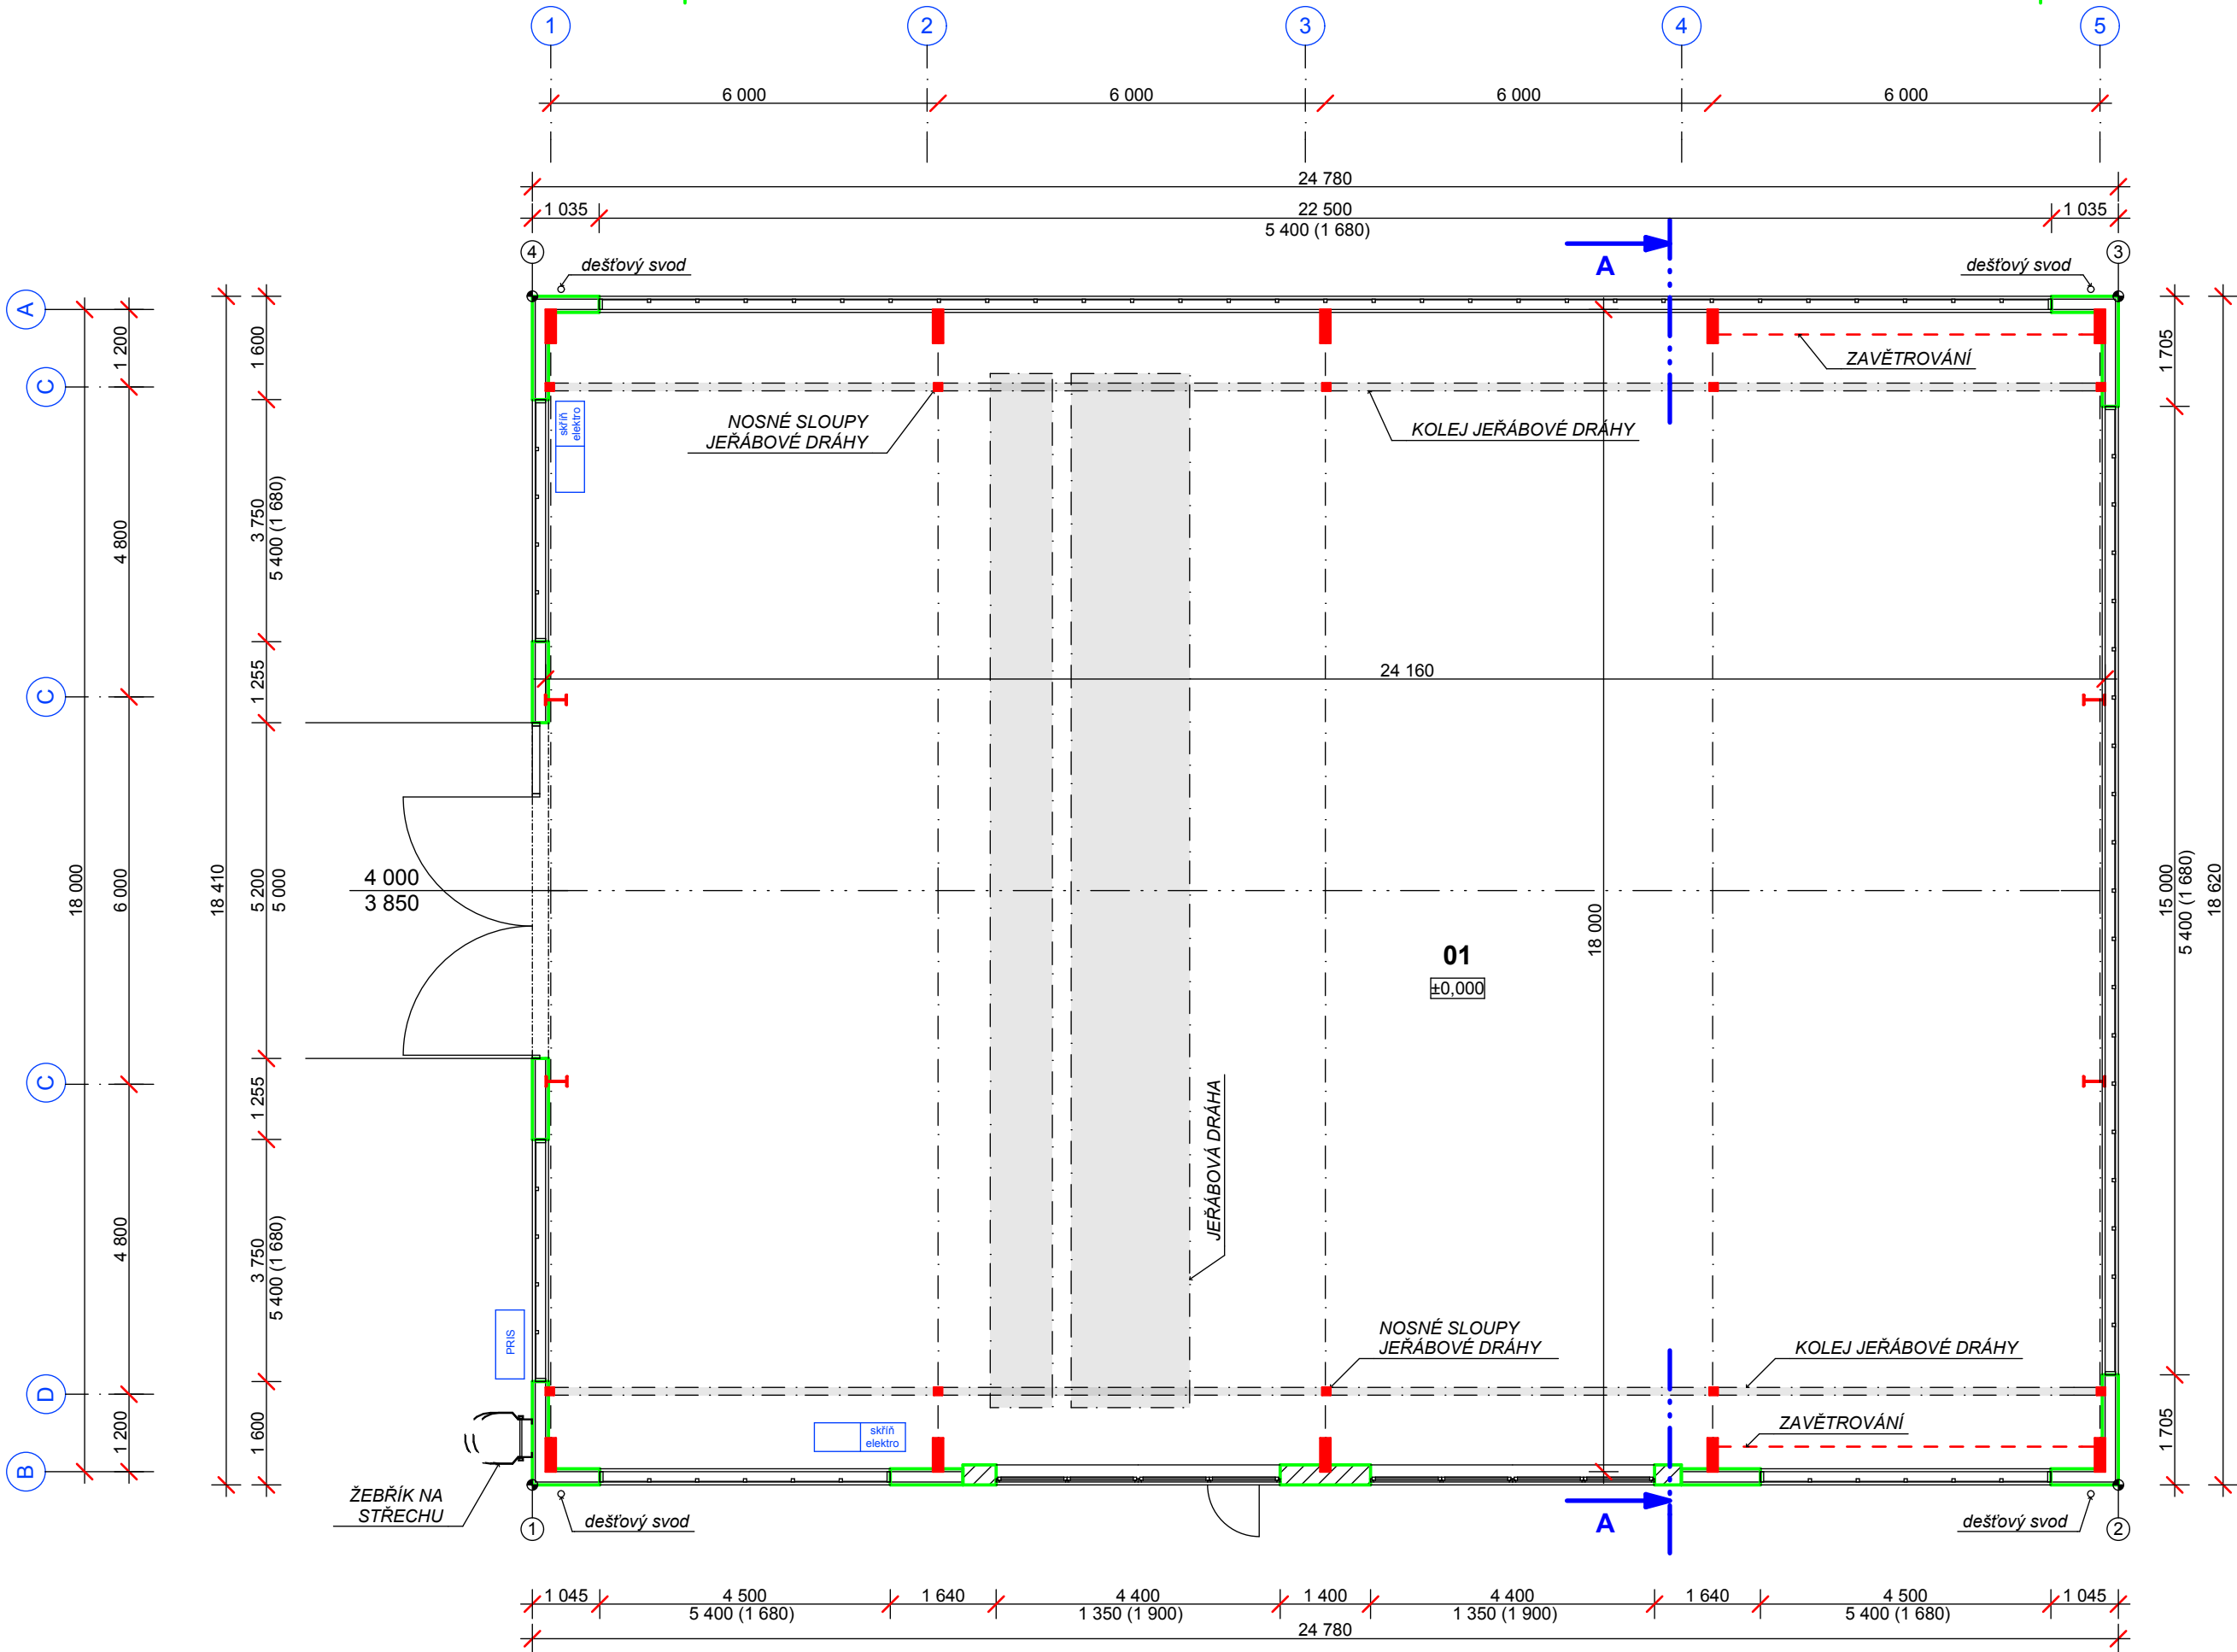 1 2 3 4 5
6 000 6 000 6 000 6 000
24 780
1 035 22 500 1 035
5 400 (1 680)
4 3
dešťový svod
dešťový svod
A
A
C
C
C
D
B
18 000
1 200
4 800
6 000
4 800
1 200
18 410
1 600
3 750
5 400 (1 680)
1 255
5 200
5 000
1 255
3 750
5 400 (1 680)
1 600
skříň
elektro
NOSNÉ SLOUPY
JEŘÁBOVÉ DRÁHY
KOLEJ JEŘÁBOVÉ DRÁHY
ZAVĚTROVÁNÍ
1 705
15 000
5 400 (1 680)
18 620
1 705
24 160
18 000
4 000
3 850
01
±0,000
JEŘÁBOVÁ DRÁHA
NOSNÉ SLOUPY
JEŘÁBOVÉ DRÁHY
KOLEJ JEŘÁBOVÉ DRÁHY
ZAVĚTROVÁNÍ
PRIS
skříň
elektro
ŽEBŘÍK NA
STŘECHU
dešťový svod
A
dešťový svod
1 2
1 045 4 500 1 640 4 400 1 400 4 400 1 640 4 500 1 045
5 400 (1 680) 1 350 (1 900) 1 350 (1 900) 5 400 (1 680)
24 780